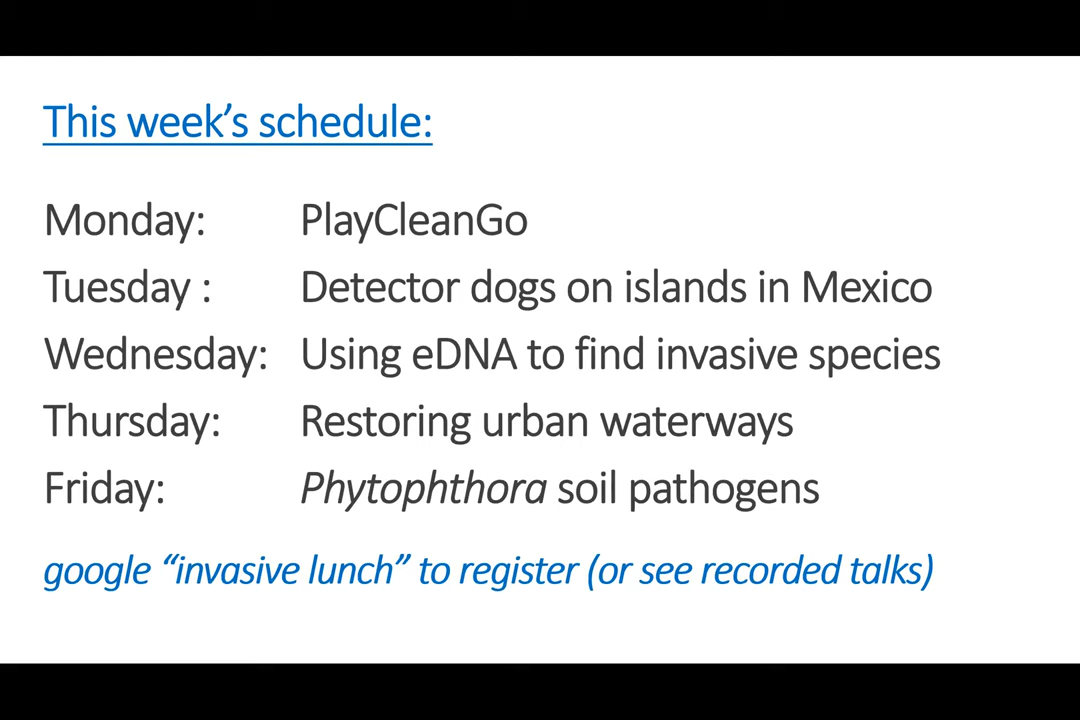 This week’s schedule:
Monday: PlayCleanGo
Tuesday : Detector dogs on islands in Mexico
Wednesday: Using eDNA to find invasive species
Thursday: Restoring urban waterways
Friday: Phytophthora soil pathogens
google “invasive lunch” to register (or see recorded talks)